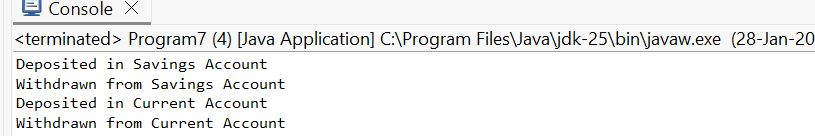 Console
<terminated> Program7 (4) [Java Application] C:\Program Files\Java\jdk-25\bin\javaw.exe (28-Jan-20
Deposited in Savings Account
Withdrawn from Savings Account
Deposited in Current Account
Withdrawn from Current Account